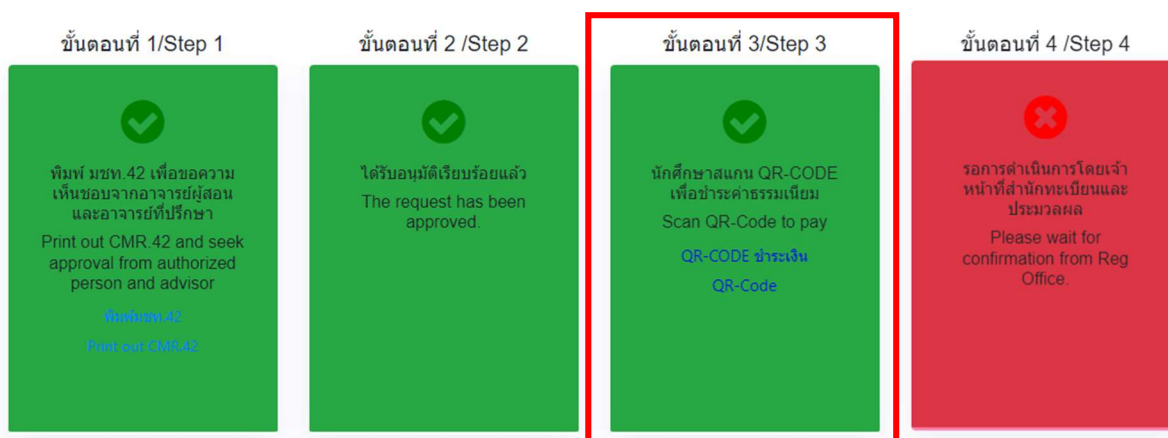 ขั้นตอนที่ 1/Step 1
พิมพ์ มชท.42 เพื่อขอความ
เห็นชอบจากอาจารย์ผู้สอน
และอาจารย์ที่ปรึกษา
Print out CMR.42 and seek
approval from authorized
person and advisor
พิมพ์มชท.42
Print out CMR.42
ขั้นตอนที่ 2 /Step 2
ได้รับอนุมัติเรียบร้อยแล้ว
The request has been
approved.
ขั้นตอนที่ 3/Step 3
นักศึกษาสแกน QR-CODE
เพื่อชำระค่าธรรมเนียม
Scan QR-Code to pay
QR-CODE ชำระเงิน
QR-Code
ขั้นตอนที่ 4 /Step 4
รอการดำเนินการโดยเจ้า
หน้าที่สำนักทะเบียนและ
ประมวลผล
Please wait for
confirmation from Reg
Office.